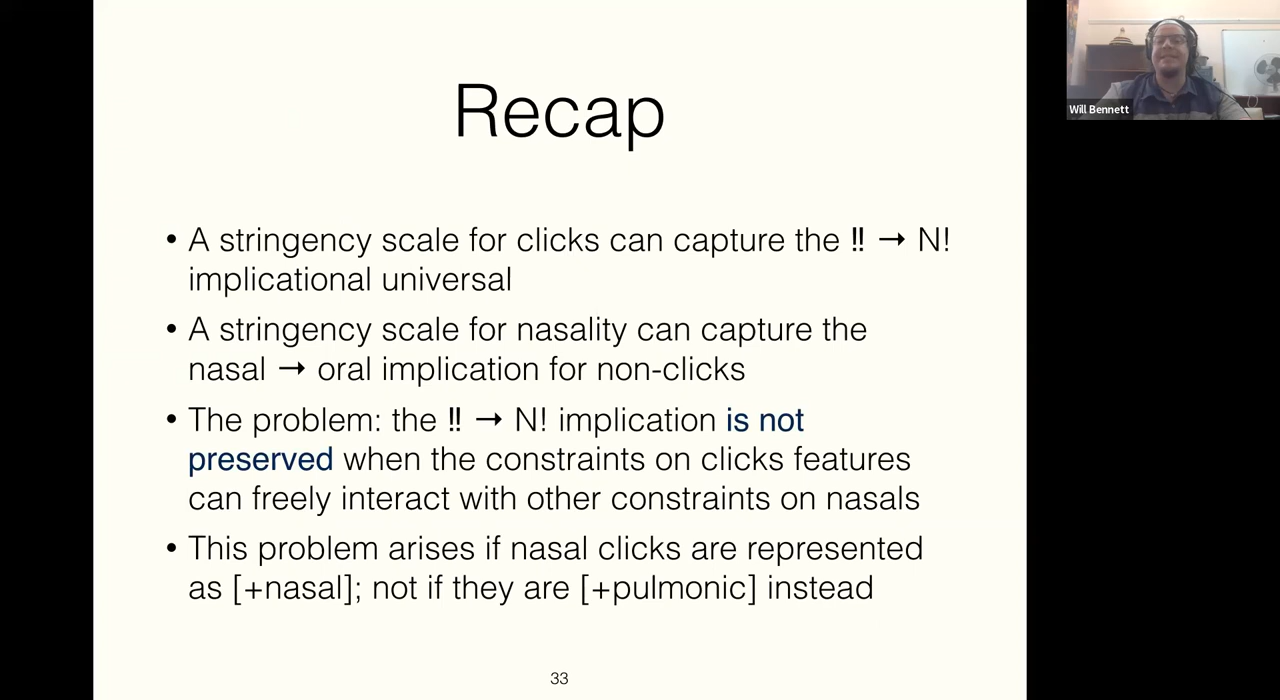 Recap
• A stringency scale for clicks can capture the ‼ → N!
implicational universal
• A stringency scale for nasality can capture the
nasal → oral implication for non-clicks
• The problem: the ‼ → N! implication is not
preserved when the constraints on clicks features
can freely interact with other constraints on nasals
• This problem arises if nasal clicks are represented
as [+nasal]; not if they are [+pulmonic] instead
33
Will Bennett